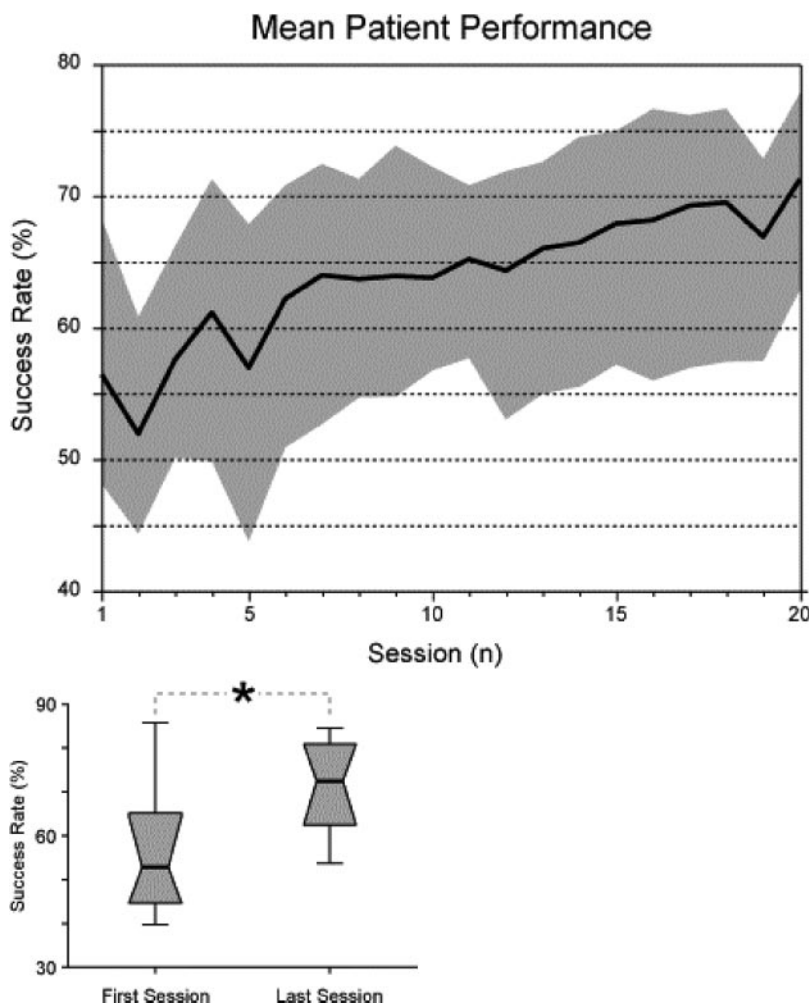 Mean Patient Performance
80
70
60
50
40
Success Rate (%)
1 5 10 15 20
Session (n)
*
90
60
30
Success Rate (%)
First Session Last Session